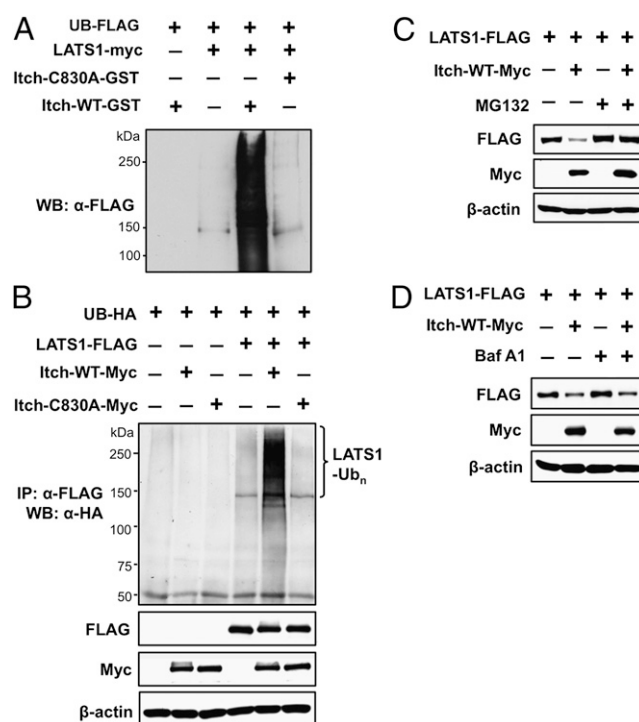 A
UB-FLAG + + + +
LATS1-myc — + + +
Itch-C830A-GST — — — +
Itch-WT-GST + — + —
kDa
250
WB: α-FLAG
150
100
B
UB-HA + + + + + +
LATS1-FLAG — — — + + +
Itch-WT-Myc — + — — + —
Itch-C830A-Myc — — + — — +
kDa
250
LATS1
-Ubn
150
IP: α-FLAG
WB: α-HA
100
75
50
FLAG
Myc
β-actin
C
LATS1-FLAG + + + +
Itch-WT-Myc — + — +
MG132 — — + +
FLAG
Myc
β-actin
D
LATS1-FLAG + + + +
Itch-WT-Myc — + — +
Baf A1 — — + +
FLAG
Myc
β-actin